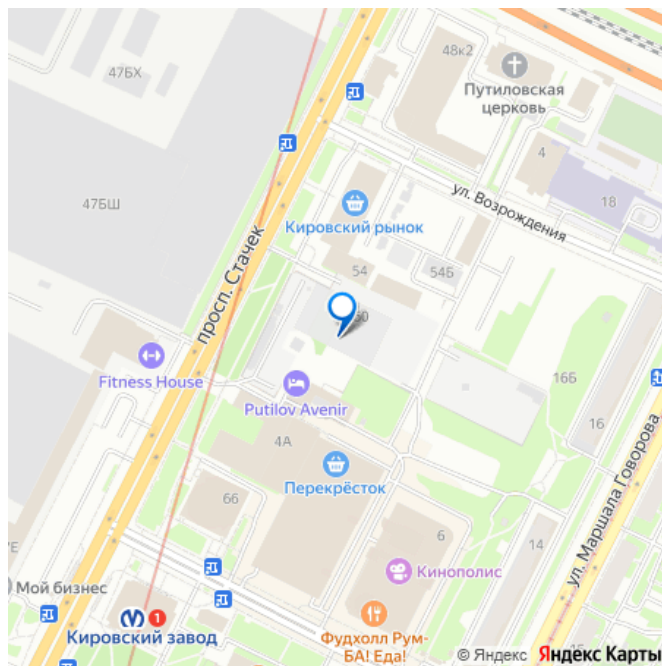 47БХ
48к2
Путиловская
церковь
4
18
47БШ
ул. Возрождения
Кировский рынок
54
54Б
просп. Стачек
Fitness House
Putilov Avenir
16Б
16
4А
Перекрёсток
66
6
14
ул. Маршала Говорова
Кинополис
Мой бизнес
1
Кировский завод
Фудхолл Рум-
БА! Еда!
© Яндекс Яндекс Карты